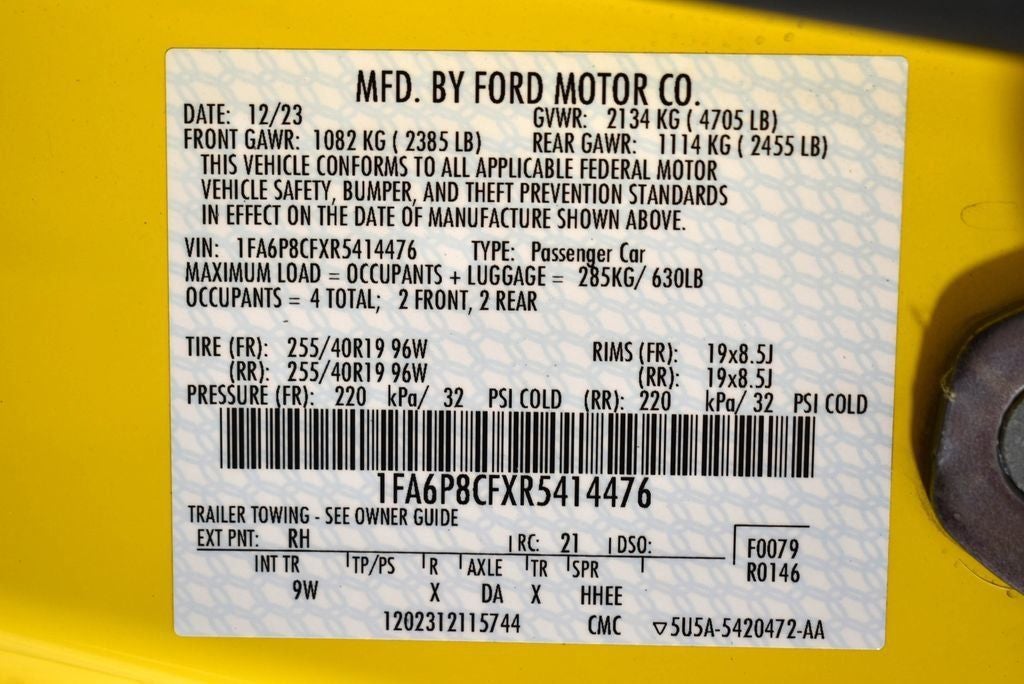 MFD. BY FORD MOTOR CO.
DATE: 12/23 GVWR: 2134 KG ( 4705 LB)
FRONT GAWR: 1082 KG ( 2385 LB) REAR GAWR: 1114 KG ( 2455 LB)
THIS VEHICLE CONFORMS TO ALL APPLICABLE FEDERAL MOTOR
VEHICLE SAFETY, BUMPER, AND THEFT PREVENTION STANDARDS
IN EFFECT ON THE DATE OF MANUFACTURE SHOWN ABOVE.
VIN: 1FA6P8CFXR5414476 TYPE: Passenger Car
MAXIMUM LOAD = OCCUPANTS + LUGGAGE = 285KG/ 630LB
OCCUPANTS = 4 TOTAL; 2 FRONT, 2 REAR
TIRE (FR): 255/40R19 96W RIMS (FR): 19x8.5J
(RR): 255/40R19 96W (RR): 19x8.5J
PRESSURE (FR): 220 kPa/ 32 PSI COLD (RR): 220 kPa/ 32 PSI COLD
1FA6P8CFXR5414476
TRAILER TOWING - SEE OWNER GUIDE
EXT PNT: RH RC: 21 DSO: F0079
INT TR TP/PS R AXLE TR SPR R0146
9W X DA X HHEE
1202312115744 CMC ▽5U5A-5420472-AA